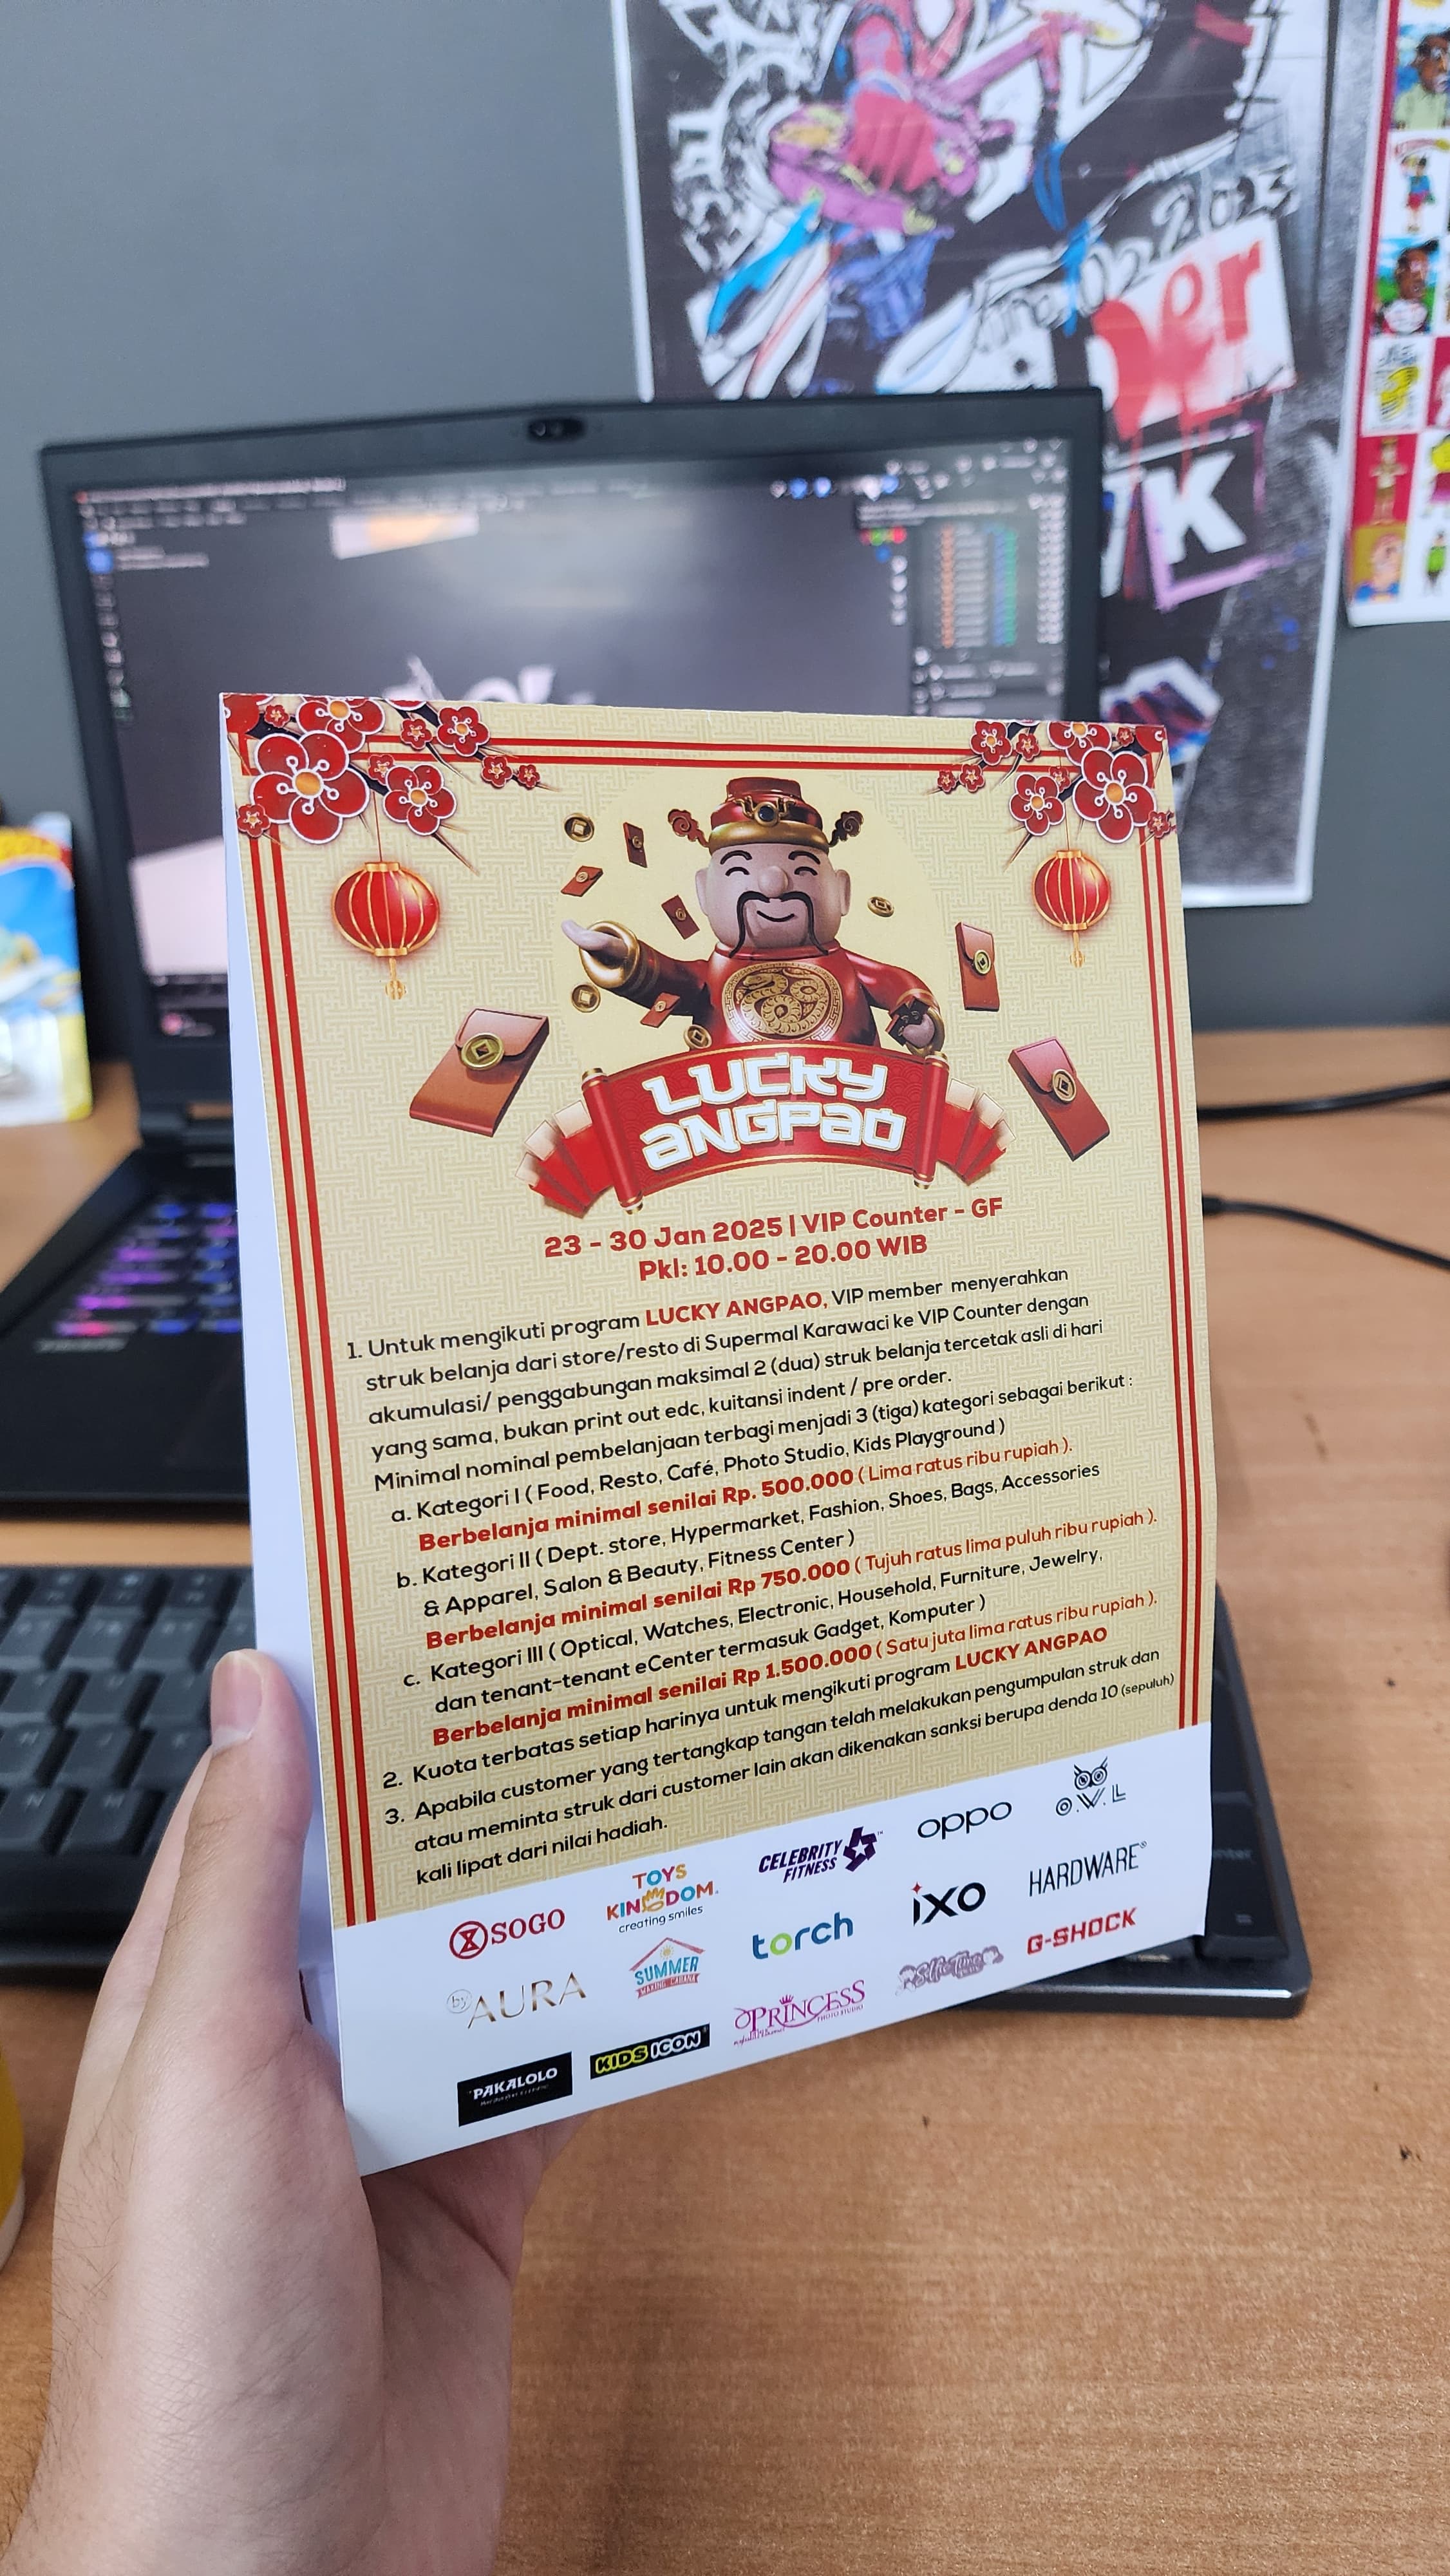 02.2023
per
K
LUCKY
ANGPAO
23 - 30 Jan 2025 | VIP Counter - GF
Pkl: 10.00 - 20.00 WIB
1. Untuk mengikuti program LUCKY ANGPAO, VIP member menyerahkan
struk belanja dari store/resto di Supermal Karawaci ke VIP Counter dengan
akumulasi/ penggabungan maksimal 2 (dua) struk belanja tercetak asli di hari
yang sama, bukan print out edc, kuitansi indent / pre order.
Minimal nominal pembelanjaan terbagi menjadi 3 (tiga) kategori sebagai berikut :
a. Kategori I ( Food, Resto, Café, Photo Studio, Kids Playground )
Berbelanja minimal senilai Rp. 500.000 ( Lima ratus ribu rupiah ).
b. Kategori II ( Dept. store, Hypermarket, Fashion, Shoes, Bags, Accessories
& Apparel, Salon & Beauty, Fitness Center )
Berbelanja minimal senilai Rp 750.000 ( Tujuh ratus lima puluh ribu rupiah ).
c. Kategori III ( Optical, Watches, Electronic, Household, Furniture, Jewelry,
dan tenant-tenant eCenter termasuk Gadget, Komputer )
Berbelanja minimal senilai Rp 1.500.000 ( Satu juta lima ratus ribu rupiah ).
2. Kuota terbatas setiap harinya untuk mengikuti program LUCKY ANGPAO
3. Apabila customer yang tertangkap tangan telah melakukan pengumpulan struk dan
atau meminta struk dari customer lain akan dikenakan sanksi berupa denda 10 (sepuluh)
kali lipat dari nilai hadiah.
SOGO
TOYS
KINGDOM
creating smiles
CELEBRITY
FITNESS
oppo
O.W.L
by AURA
SUMMER
torch
iXO
HARDWARE
PAKALOLO
KIDS ICON
PRINCESS
PHOTO STUDIO
SelfieTime
G-SHOCK